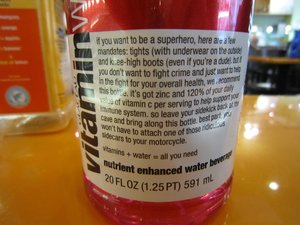 vitamin
if you want to be a superhero, here are a few
mandates: tights (with underwear on the outside)
and knee-high boots (even if you're a dude). but if
you don't want to fight crime and just want to help
in the fight for your overall health, we recommend
this bottle. it's got zinc and 120% of your daily
value of vitamin c per serving to help support your
immune system. so leave your sidekick back at the
cave and bring along this bottle. best part, you
won't have to attach one of those ridiculous
sidecars to your motorcycle.
vitamins + water = all you need
nutrient enhanced water beverage
20 FL OZ (1.25 PT) 591 mL